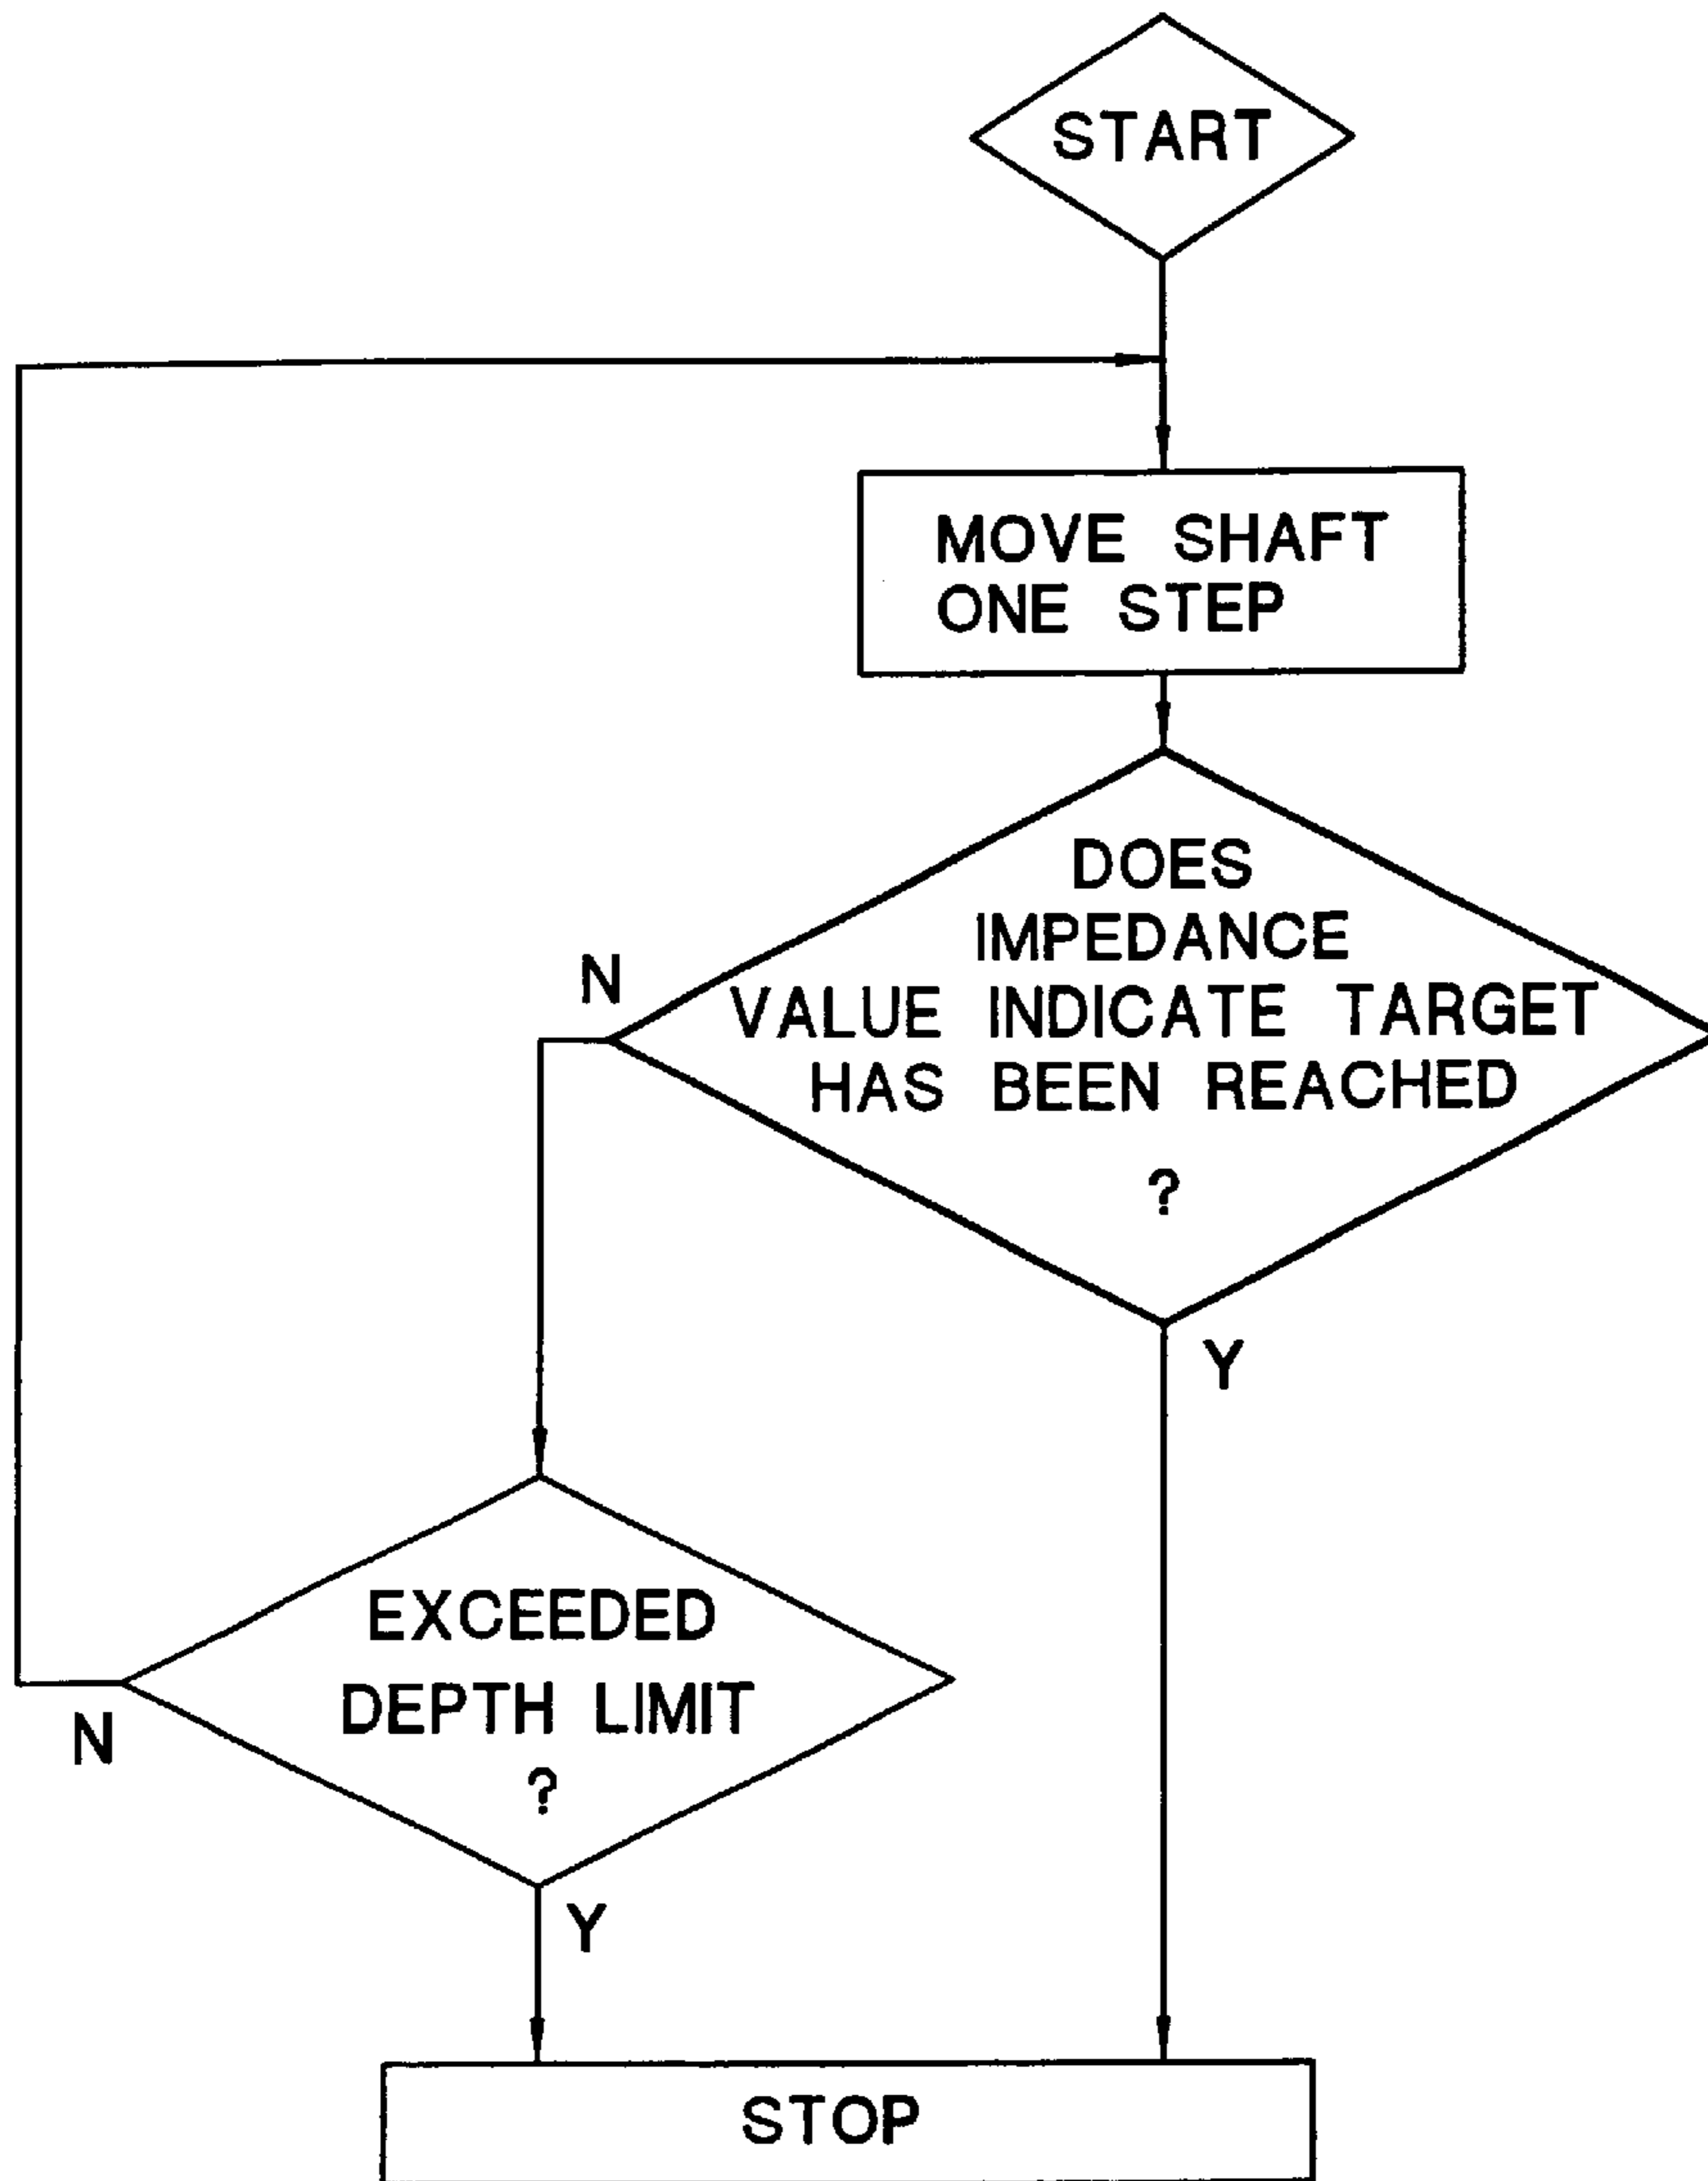 START
MOVE SHAFT
ONE STEP
DOES
IMPEDANCE
VALUE INDICATE TARGET
HAS BEEN REACHED
?
N
Y
EXCEEDED
DEPTH LIMIT
?
N
Y
STOP